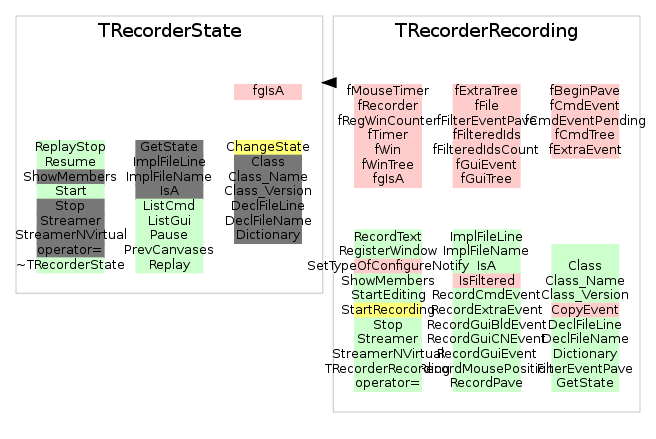 TRecorderState
fgIsA
ReplayStop
Resume
ShowMembers
Start
Stop
Streamer
StreamerNVirtual
operator=
~TRecorderState
GetState
ImplFileLine
ImplFileName
IsA
ListCmd
ListGui
Pause
PrevCanvases
Replay
ChangeState
Class
Class_Name
Class_Version
DeclFileLine
DeclFileName
Dictionary
TRecorderRecording
fMouseTimer
fRecorder
fRegWinCounter
fTimer
fWin
fWinTree
fgIsA
fExtraTree
fFile
fFilterEventPave
fFilteredIds
fFilteredIdsCount
fGuiEvent
fGuiTree
fBeginPave
fCmdEvent
fCmdEventPending
fCmdTree
fExtraEvent
RecordText
RegisterWindow
SetTypeOfConfigureNotify
ShowMembers
StartEditing
StartRecording
Stop
Streamer
StreamerNVirtual
TRecorderRecording
operator=
ImplFileLine
ImplFileName
IsA
IsFiltered
RecordCmdEvent
RecordExtraEvent
RecordGuiBldEvent
RecordGuiCNEvent
RecordGuiEvent
RecordMousePosition
RecordPave
Class
Class_Name
Class_Version
CopyEvent
DeclFileLine
DeclFileName
Dictionary
FilterEventPave
GetState